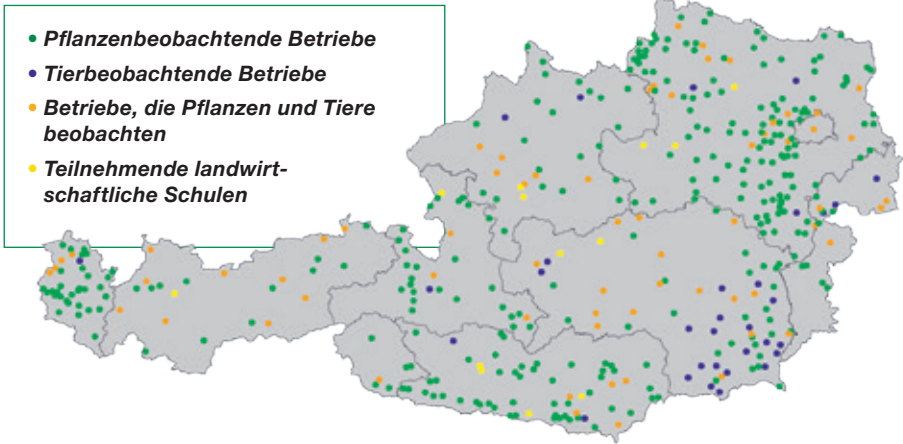 Pflanzenbeobachtende Betriebe
Tierbeobachtende Betriebe
Betriebe, die Pflanzen und Tiere
beobachten
Teilnehmende landwirt-
schaftliche Schulen